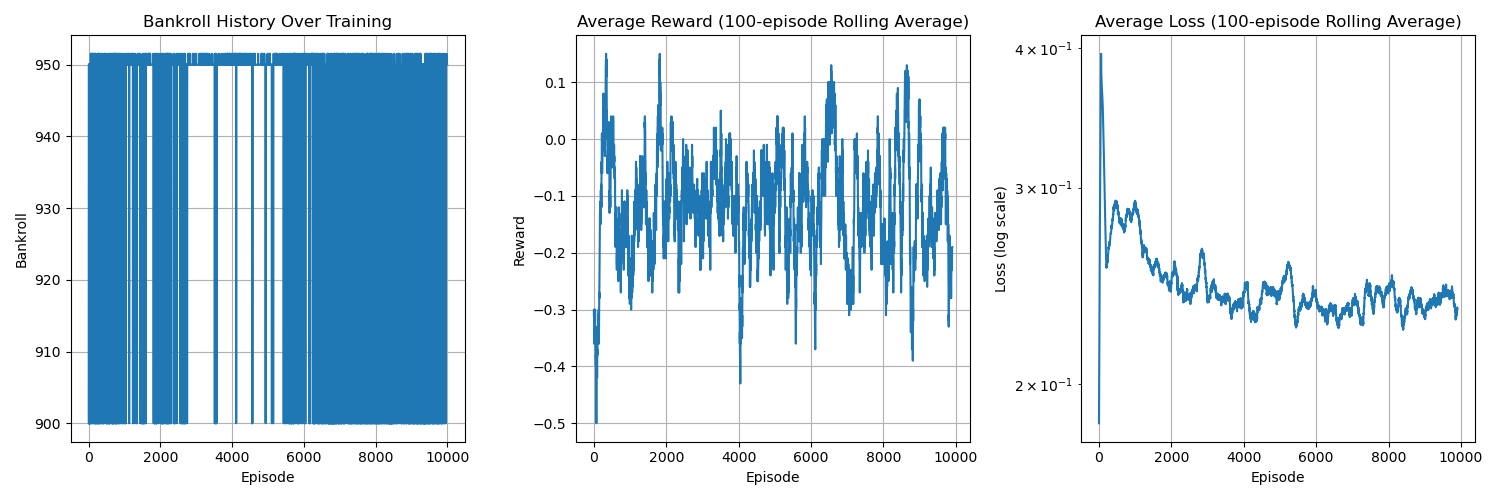 Bankroll History Over Training
950
940
930
920
910
900
Bankroll
0 2000 4000 6000 8000 10000
Episode
Average Reward (100-episode Rolling Average)
0.1
0.0
−0.1
−0.2
−0.3
−0.4
−0.5
Reward
0 2000 4000 6000 8000 10000
Episode
Average Loss (100-episode Rolling Average)
4 × 10⁻¹
3 × 10⁻¹
2 × 10⁻¹
Loss (log scale)
0 2000 4000 6000 8000 10000
Episode